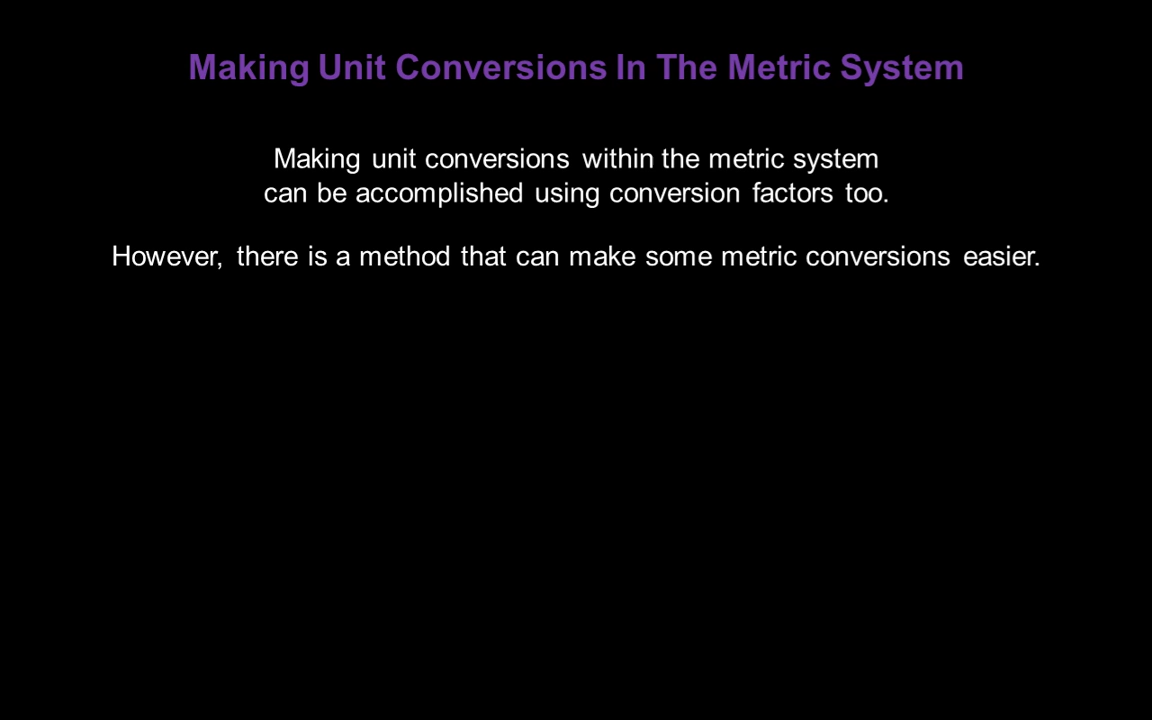 Making Unit Conversions In The Metric System
Making unit conversions within the metric system
can be accomplished using conversion factors too.
However, there is a method that can make some metric conversions easier.